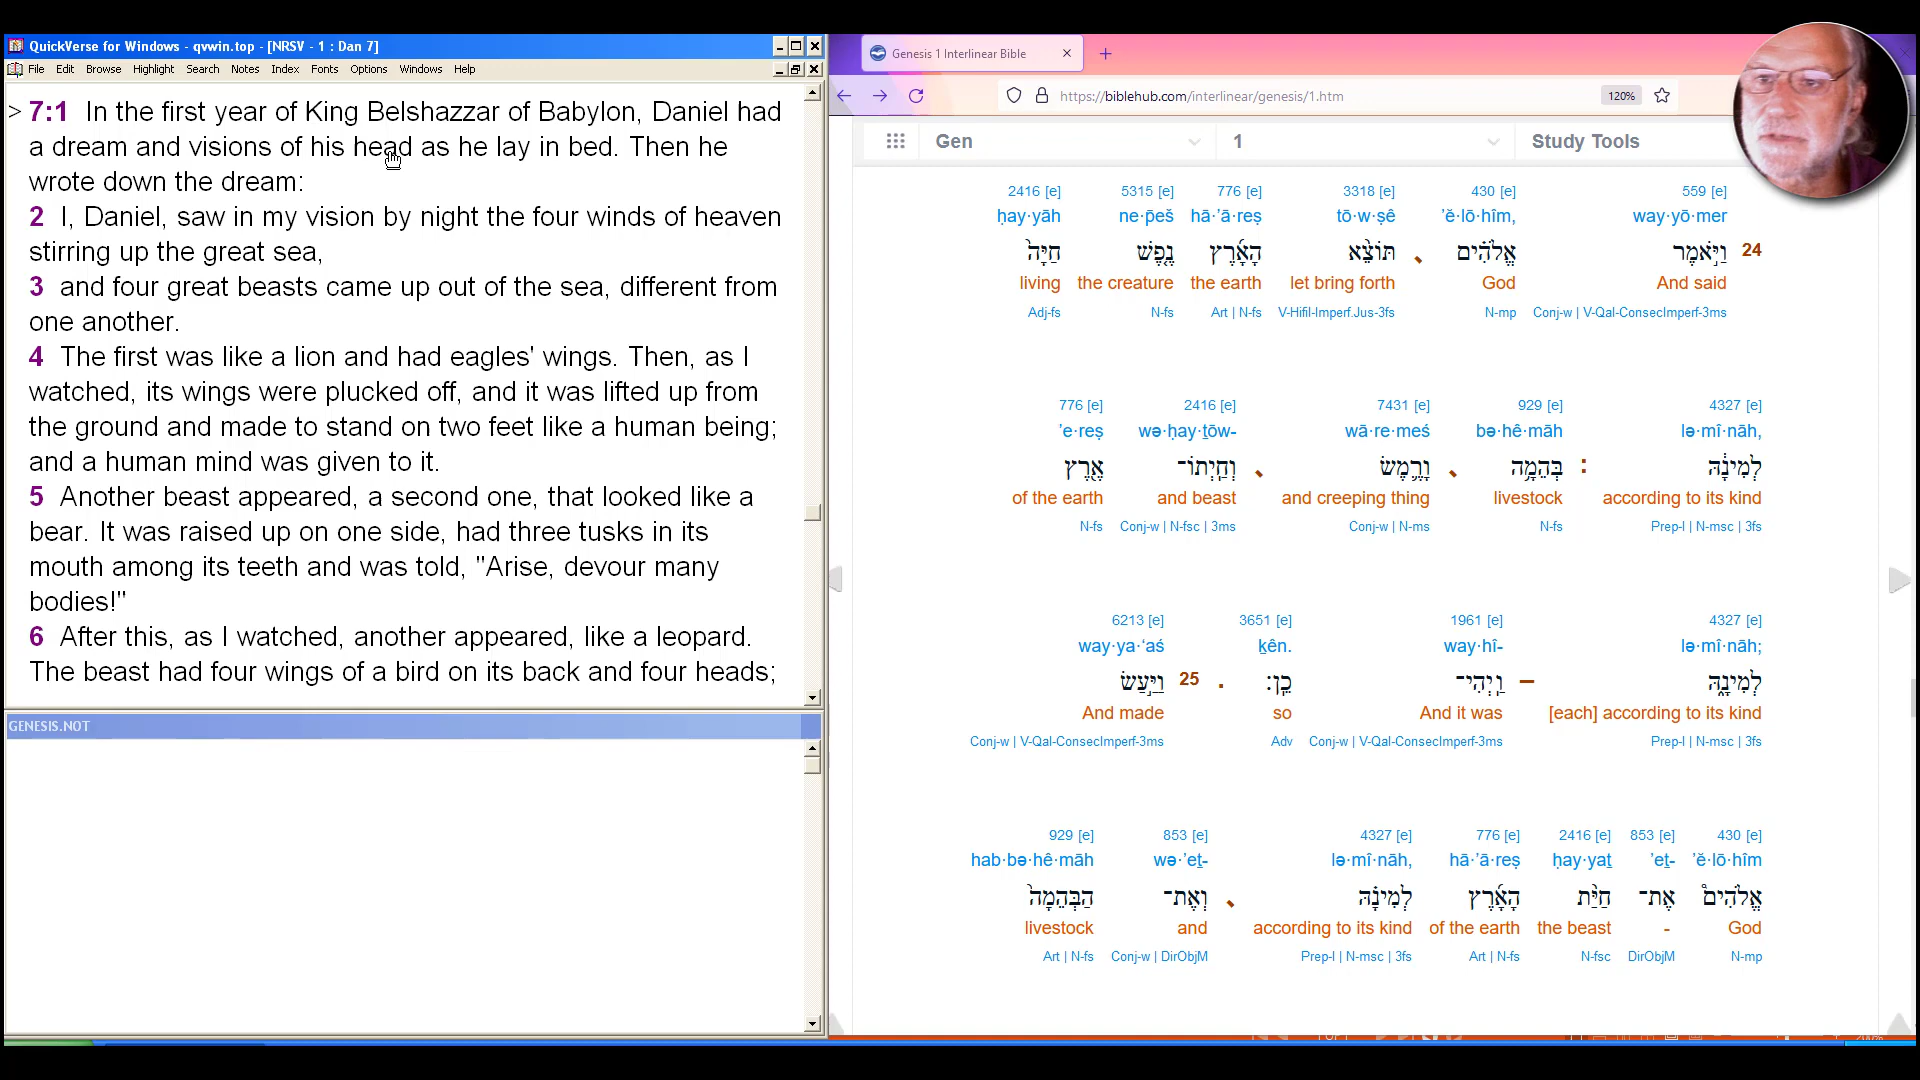 QuickVerse for Windows - qvwin.top - [NRSV - 1 : Dan 7]
File Edit Browse Highlight Search Notes Index Fonts Options Windows Help
> 7:1 In the first year of King Belshazzar of Babylon, Daniel had
a dream and visions of his head as he lay in bed. Then he
wrote down the dream:
2 I, Daniel, saw in my vision by night the four winds of heaven
stirring up the great sea,
3 and four great beasts came up out of the sea, different from
one another.
4 The first was like a lion and had eagles' wings. Then, as I
watched, its wings were plucked off, and it was lifted up from
the ground and made to stand on two feet like a human being;
and a human mind was given to it.
5 Another beast appeared, a second one, that looked like a
bear. It was raised up on one side, had three tusks in its
mouth among its teeth and was told, "Arise, devour many
bodies!"
6 After this, as I watched, another appeared, like a leopard.
The beast had four wings of a bird on its back and four heads;
GENESIS.NOT
Genesis 1 Interlinear Bible
https://biblehub.com/interlinear/genesis/1.htm 120%
Gen 1 Study Tools
2416 [e] 5315 [e] 776 [e] 3318 [e] 430 [e] 559 [e]
ḥay·yāh ne·p̄eš hā·’ā·reṣ tō·w·ṣê ’ĕ·lō·hîm, way·yō·mer
24 וַיֹּ֣אמֶר אֱלֹהִ֗ים ، תּוֹצֵ֨א הָאָ֜רֶץ נֶ֤פֶשׁ חַיָּה֙
living the creature the earth let bring forth God And said
Adj-fs N-fs Art | N-fs V-Hifil-Imperf.Jus-3fs N-mp Conj-w | V-Qal-ConsecImperf-3ms
776 [e] 2416 [e] 7431 [e] 929 [e] 4327 [e]
’e·reṣ wə·ḥay·ṯōw- wā·re·meś bə·hê·māh lə·mî·nāh,
לְמִינָ֔הּ : בְּהֵמָ֥ה ، וָרֶ֛מֶשׂ ، וְחַֽיְתוֹ־ אֶ֖רֶץ
of the earth and beast and creeping thing livestock according to its kind
N-fs Conj-w | N-fsc | 3ms Conj-w | N-ms N-fs Prep-l | N-msc | 3fs
6213 [e] 3651 [e] 1961 [e] 4327 [e]
way·ya·‘aś ḵên. way·hî- lə·mî·nāh;
לְמִינָ֑הּ – וַֽיְהִי־ כֵֽן׃ . 25 וַיַּ֣עַשׂ
And made so And it was [each] according to its kind
Conj-w | V-Qal-ConsecImperf-3ms Adv Conj-w | V-Qal-ConsecImperf-3ms Prep-l | N-msc | 3fs
929 [e] 853 [e] 4327 [e] 776 [e] 2416 [e] 853 [e] 430 [e]
hab·bə·hê·māh wə·’eṯ- lə·mî·nāh, hā·’ā·reṣ ḥay·yaṯ ’eṯ- ’ĕ·lō·hîm
אֱלֹהִים֩ אֶת־ חַיַּ֨ת הָאָ֜רֶץ לְמִינָ֗הּ ، וְאֶת־ הַבְּהֵמָה֙
livestock and according to its kind of the earth the beast - God
Art | N-fs Conj-w | DirObjM Prep-l | N-msc | 3fs Art | N-fs N-fsc DirObjM N-mp